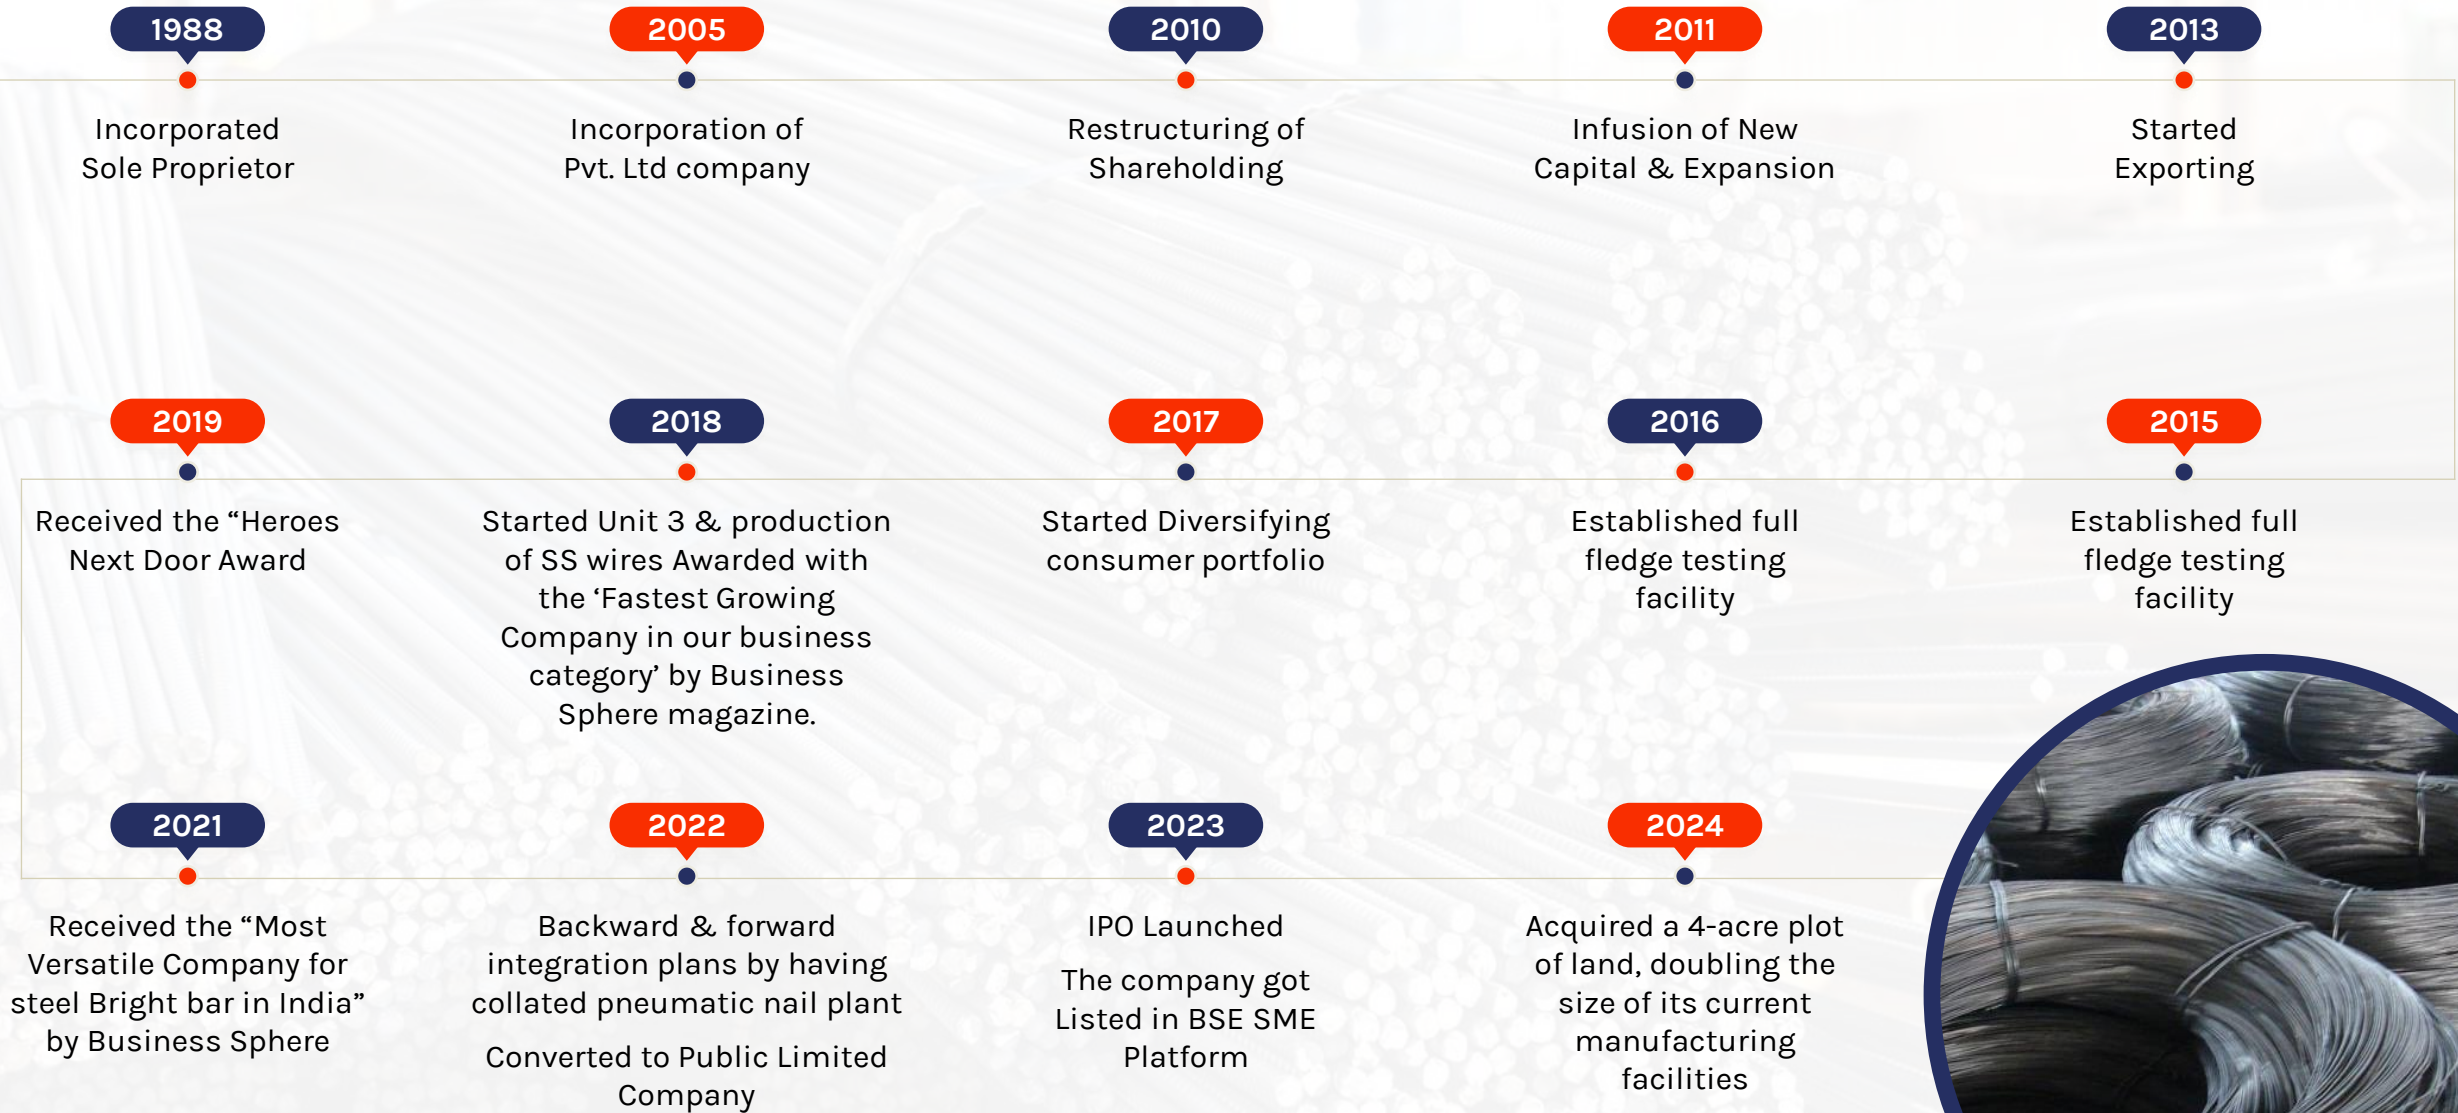 1988
Incorporated
Sole Proprietor
2005
Incorporation of
Pvt. Ltd company
2010
Restructuring of
Shareholding
2011
Infusion of New
Capital & Expansion
2013
Started
Exporting
2015
Established full
fledge testing
facility
2016
Established full
fledge testing
facility
2017
Started Diversifying
consumer portfolio
2018
Started Unit 3 & production
of SS wires Awarded with
the ‘Fastest Growing
Company in our business
category’ by Business
Sphere magazine.
2019
Received the “Heroes
Next Door Award
2021
Received the “Most
Versatile Company for
steel Bright bar in India”
by Business Sphere
2022
Backward & forward
integration plans by having
collated pneumatic nail plant
Converted to Public Limited
Company
2023
IPO Launched
The company got
Listed in BSE SME
Platform
2024
Acquired a 4-acre plot
of land, doubling the
size of its current
manufacturing
facilities